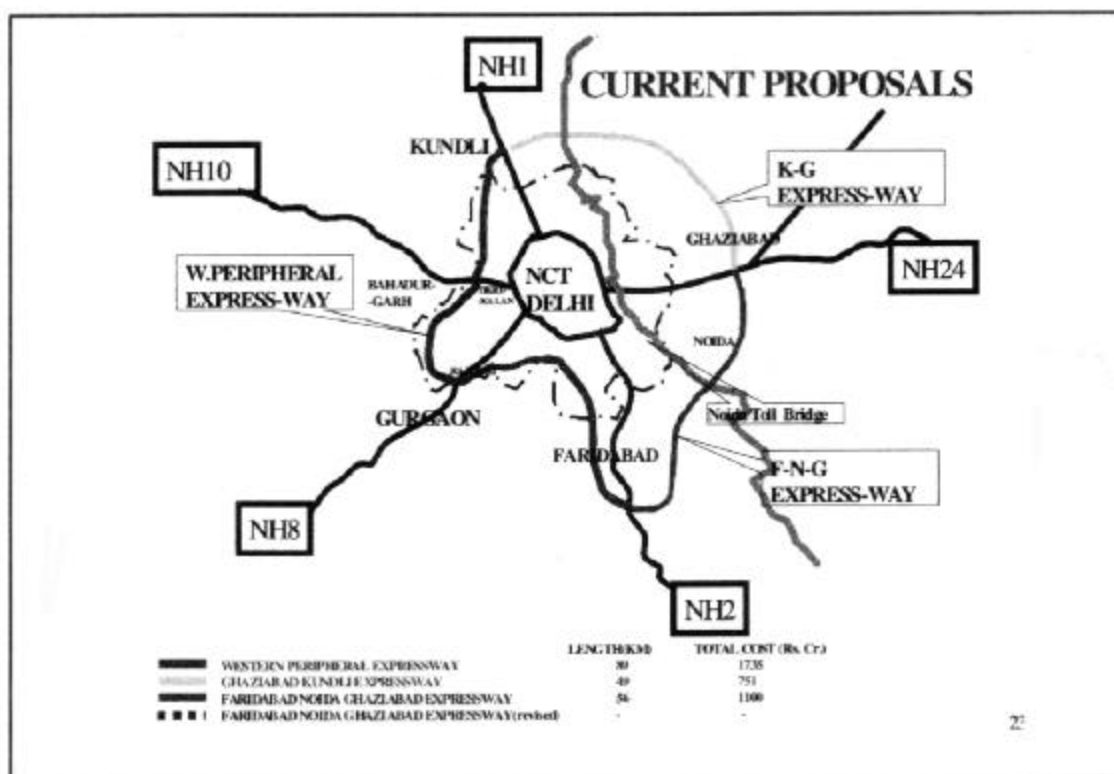 NH1
CURRENT PROPOSALS
KUNDLI
NH10
K-G
EXPRESS-WAY
GHAZIABAD
NH24
W.PERIPHERAL
EXPRESS-WAY
BAHADUR-
-GARH
NCT
DELHI
NOIDA
GURGAON
Noida Toll Bridge
FARIDABAD
F-N-G
EXPRESS-WAY
NH8
NH2
LENGTH(KM) TOTAL COST (Rs. Cr.)
WESTERN PERIPHERAL EXPRESSWAY 1735
GHAZIABAD KUNDLI EXPRESSWAY 49 751
FARIDABAD NOIDA GHAZIABAD EXPRESSWAY 56 1100
FARIDABAD NOIDA GHAZIABAD EXPRESSWAY(revised) - -